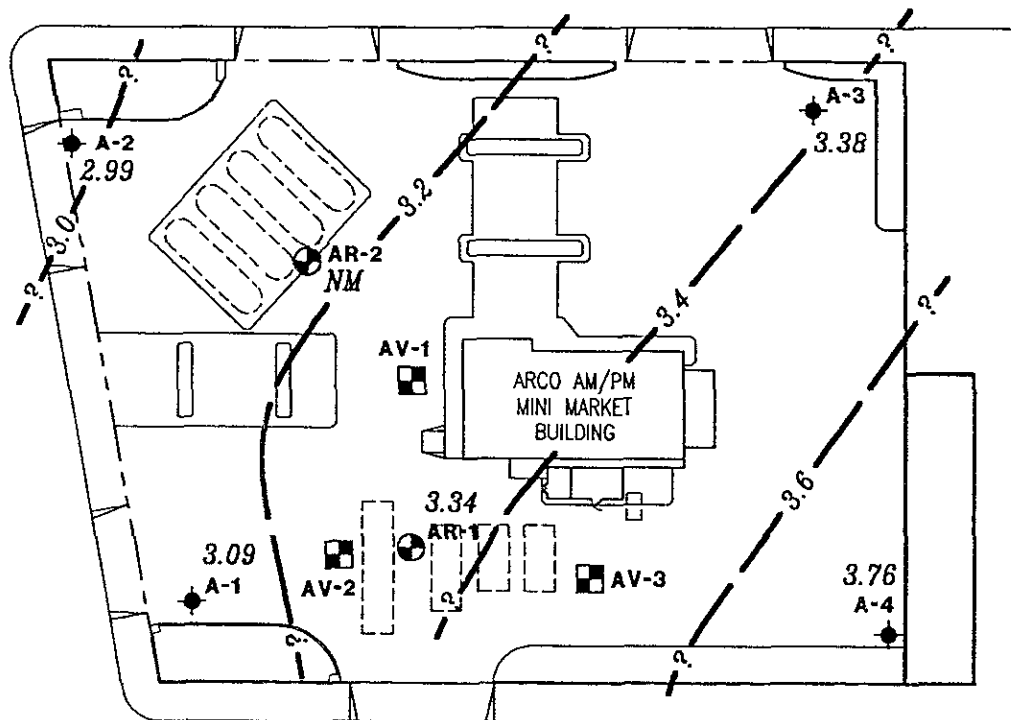 ?
?
?
?
A-2
2.99
A-3
3.38
3.2
3.0
AR-2
NM
?
?
3.4
AV-1
ARCO AM/PM
MINI MARKET
BUILDING
3.6
3.34
AR-1
3.09
A-1
AV-2
AV-3
3.76
A-4
?
?
?